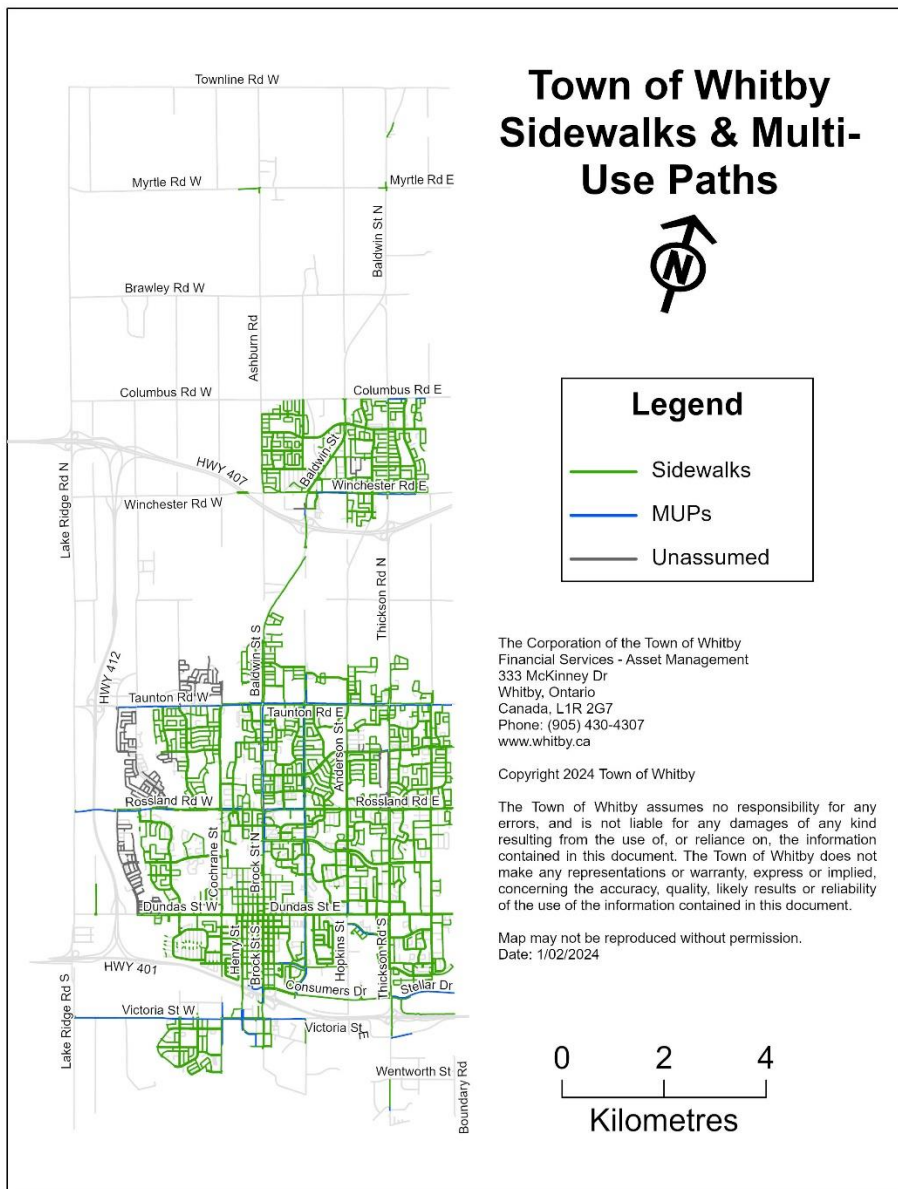 Town of Whitby
Sidewalks & Multi-
Use Paths
N
Townline Rd W
Myrtle Rd W
Myrtle Rd E
Baldwin St N
Brawley Rd W
Ashburn Rd
Columbus Rd W
Columbus Rd E
Baldwin St
HWY 407
Lake Ridge Rd N
Winchester Rd W
Winchester Rd E
Thickson Rd N
HWY 412
Baldwin St S
Taunton Rd W
Taunton Rd E
Anderson St
Rossland Rd W
Rossland Rd E
Cochrane St
Brock St N
Dundas St W
Dundas St E
Henry St
Brock St S
Hopkins St
Thickson Rd S
HWY 401
Consumers Dr
Stellar Dr
Lake Ridge Rd S
Victoria St W
Victoria St E
Wentworth St
Boundary Rd
Legend
Sidewalks
MUPs
Unassumed
The Corporation of the Town of Whitby
Financial Services - Asset Management
333 McKinney Dr
Whitby, Ontario
Canada, L1R 2G7
Phone: (905) 430-4307
www.whitby.ca
Copyright 2024 Town of Whitby
The Town of Whitby assumes no responsibility for any
errors, and is not liable for any damages of any kind
resulting from the use of, or reliance on, the information
contained in this document. The Town of Whitby does not
make any representations or warranty, express or implied,
concerning the accuracy, quality, likely results or reliability
of the use of the information contained in this document.
Map may not be reproduced without permission.
Date: 1/02/2024
0 2 4
Kilometres